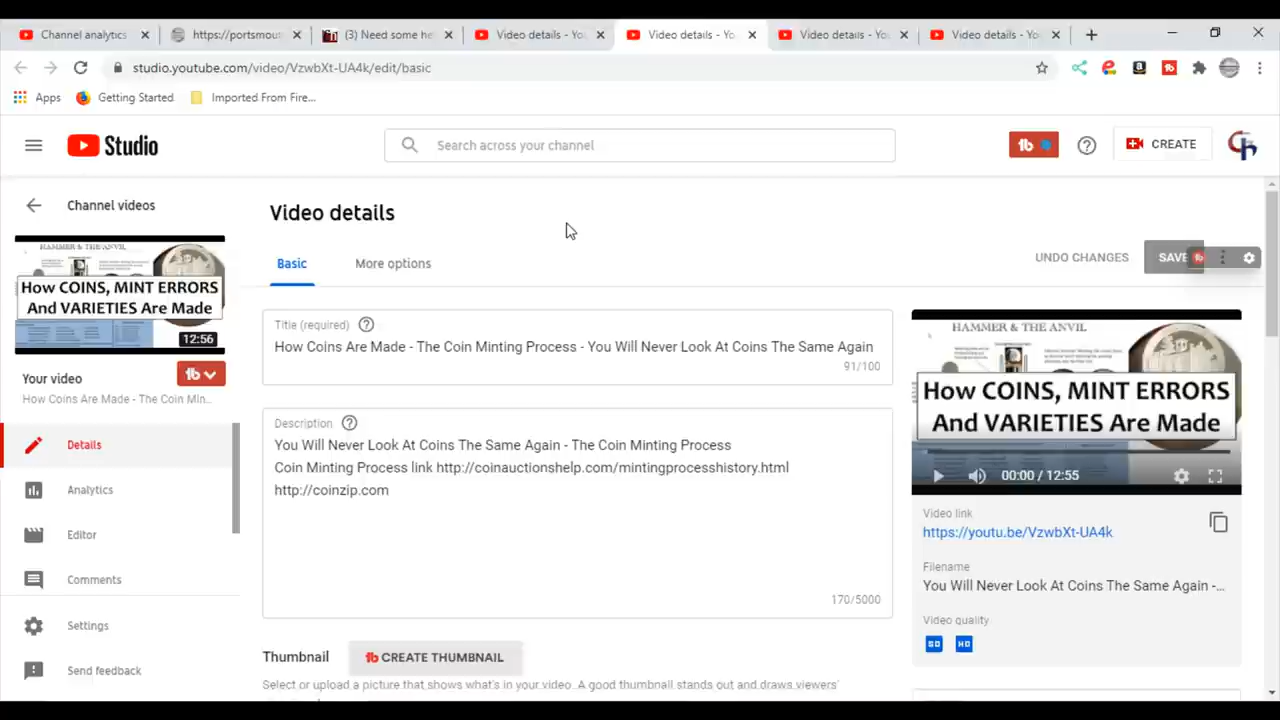 Channel analytics
https://portsmout
(3) Need some he
Video details - You
Video details - You
Video details - You
Video details - You
studio.youtube.com/video/VzwbXt-UA4k/edit/basic
Apps
Getting Started
Imported From Fire...
Studio
Search across your channel
CREATE
Channel videos
Video details
Basic
More options
UNDO CHANGES
SAVE
HAMMER & THE ANVIL
How COINS, MINT ERRORS
And VARIETIES Are Made
12:56
Your video
How Coins Are Made - The Coin Min...
Details
Analytics
Editor
Comments
Settings
Send feedback
Title (required)
How Coins Are Made - The Coin Minting Process - You Will Never Look At Coins The Same Again
91/100
Description
You Will Never Look At Coins The Same Again - The Coin Minting Process
Coin Minting Process link http://coinauctionshelp.com/mintingprocesshistory.html
http://coinzip.com
170/5000
Thumbnail
CREATE THUMBNAIL
Select or upload a picture that shows what's in your video. A good thumbnail stands out and draws viewers'
HAMMER & THE ANVIL
How COINS, MINT ERRORS
And VARIETIES Are Made
00:00 / 12:55
Video link
https://youtu.be/VzwbXt-UA4k
Filename
You Will Never Look At Coins The Same Again -...
Video quality
SD
HD